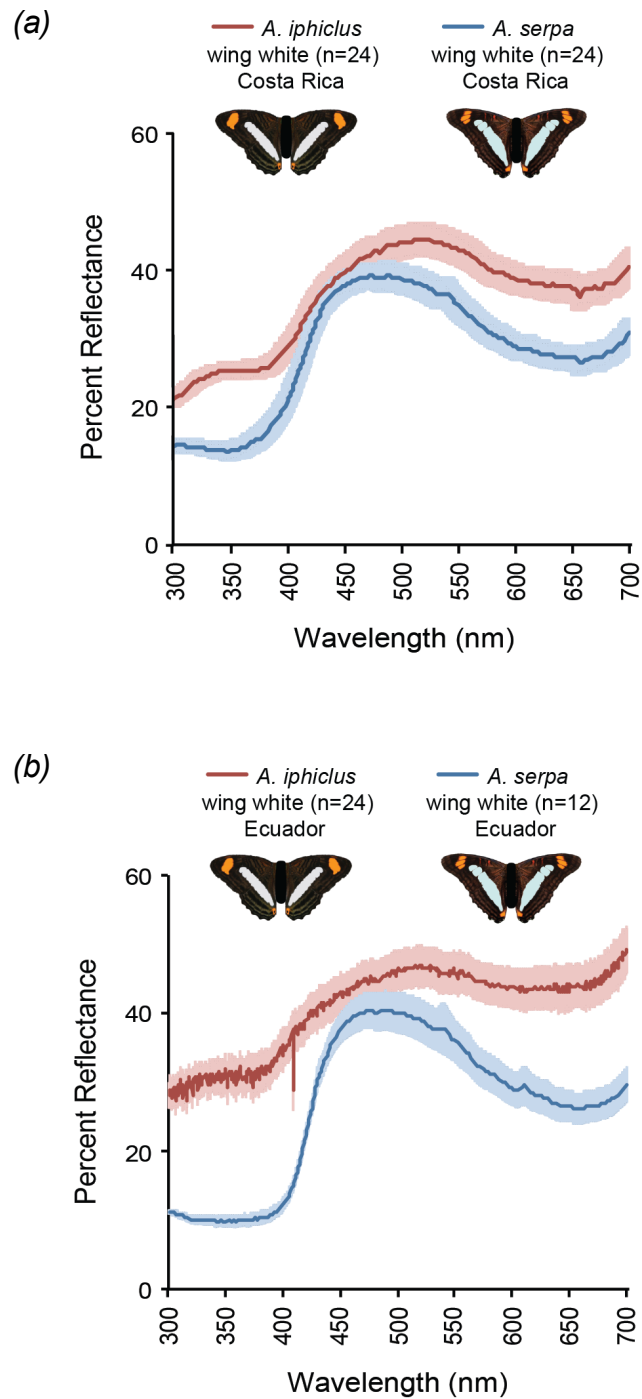 (a)
A. iphiclus
wing white (n=24)
Costa Rica
A. serpa
wing white (n=24)
Costa Rica
60
40
20
0
Percent Reflectance
300
350
400
450
500
550
600
650
700
Wavelength (nm)
(b)
A. iphiclus
wing white (n=24)
Ecuador
A. serpa
wing white (n=12)
Ecuador
60
40
20
0
Percent Reflectance
300
350
400
450
500
550
600
650
700
Wavelength (nm)